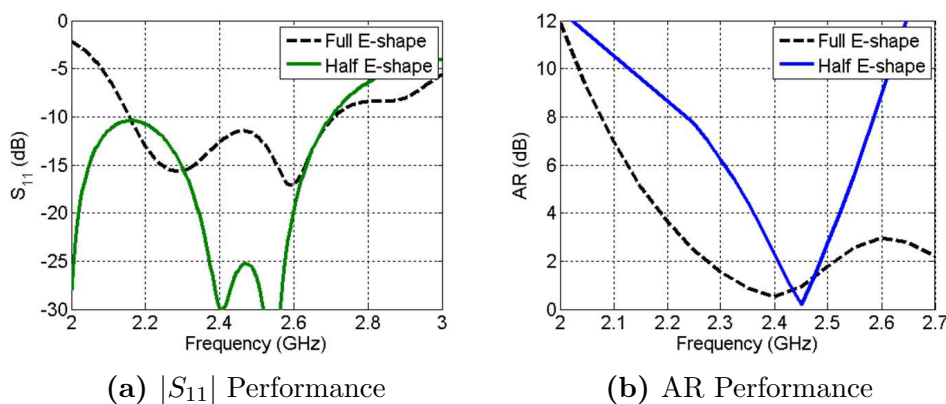 0
-5
-10
-15
-20
-25
-30
S11 (dB)
Full E-shape
Half E-shape
2 2.2 2.4 2.6 2.8 3
Frequency (GHz)
(a) |S11| Performance
12
10
8
6
4
2
0
AR (dB)
Full E-shape
Half E-shape
2 2.1 2.2 2.3 2.4 2.5 2.6 2.7
Frequency (GHz)
(b) AR Performance